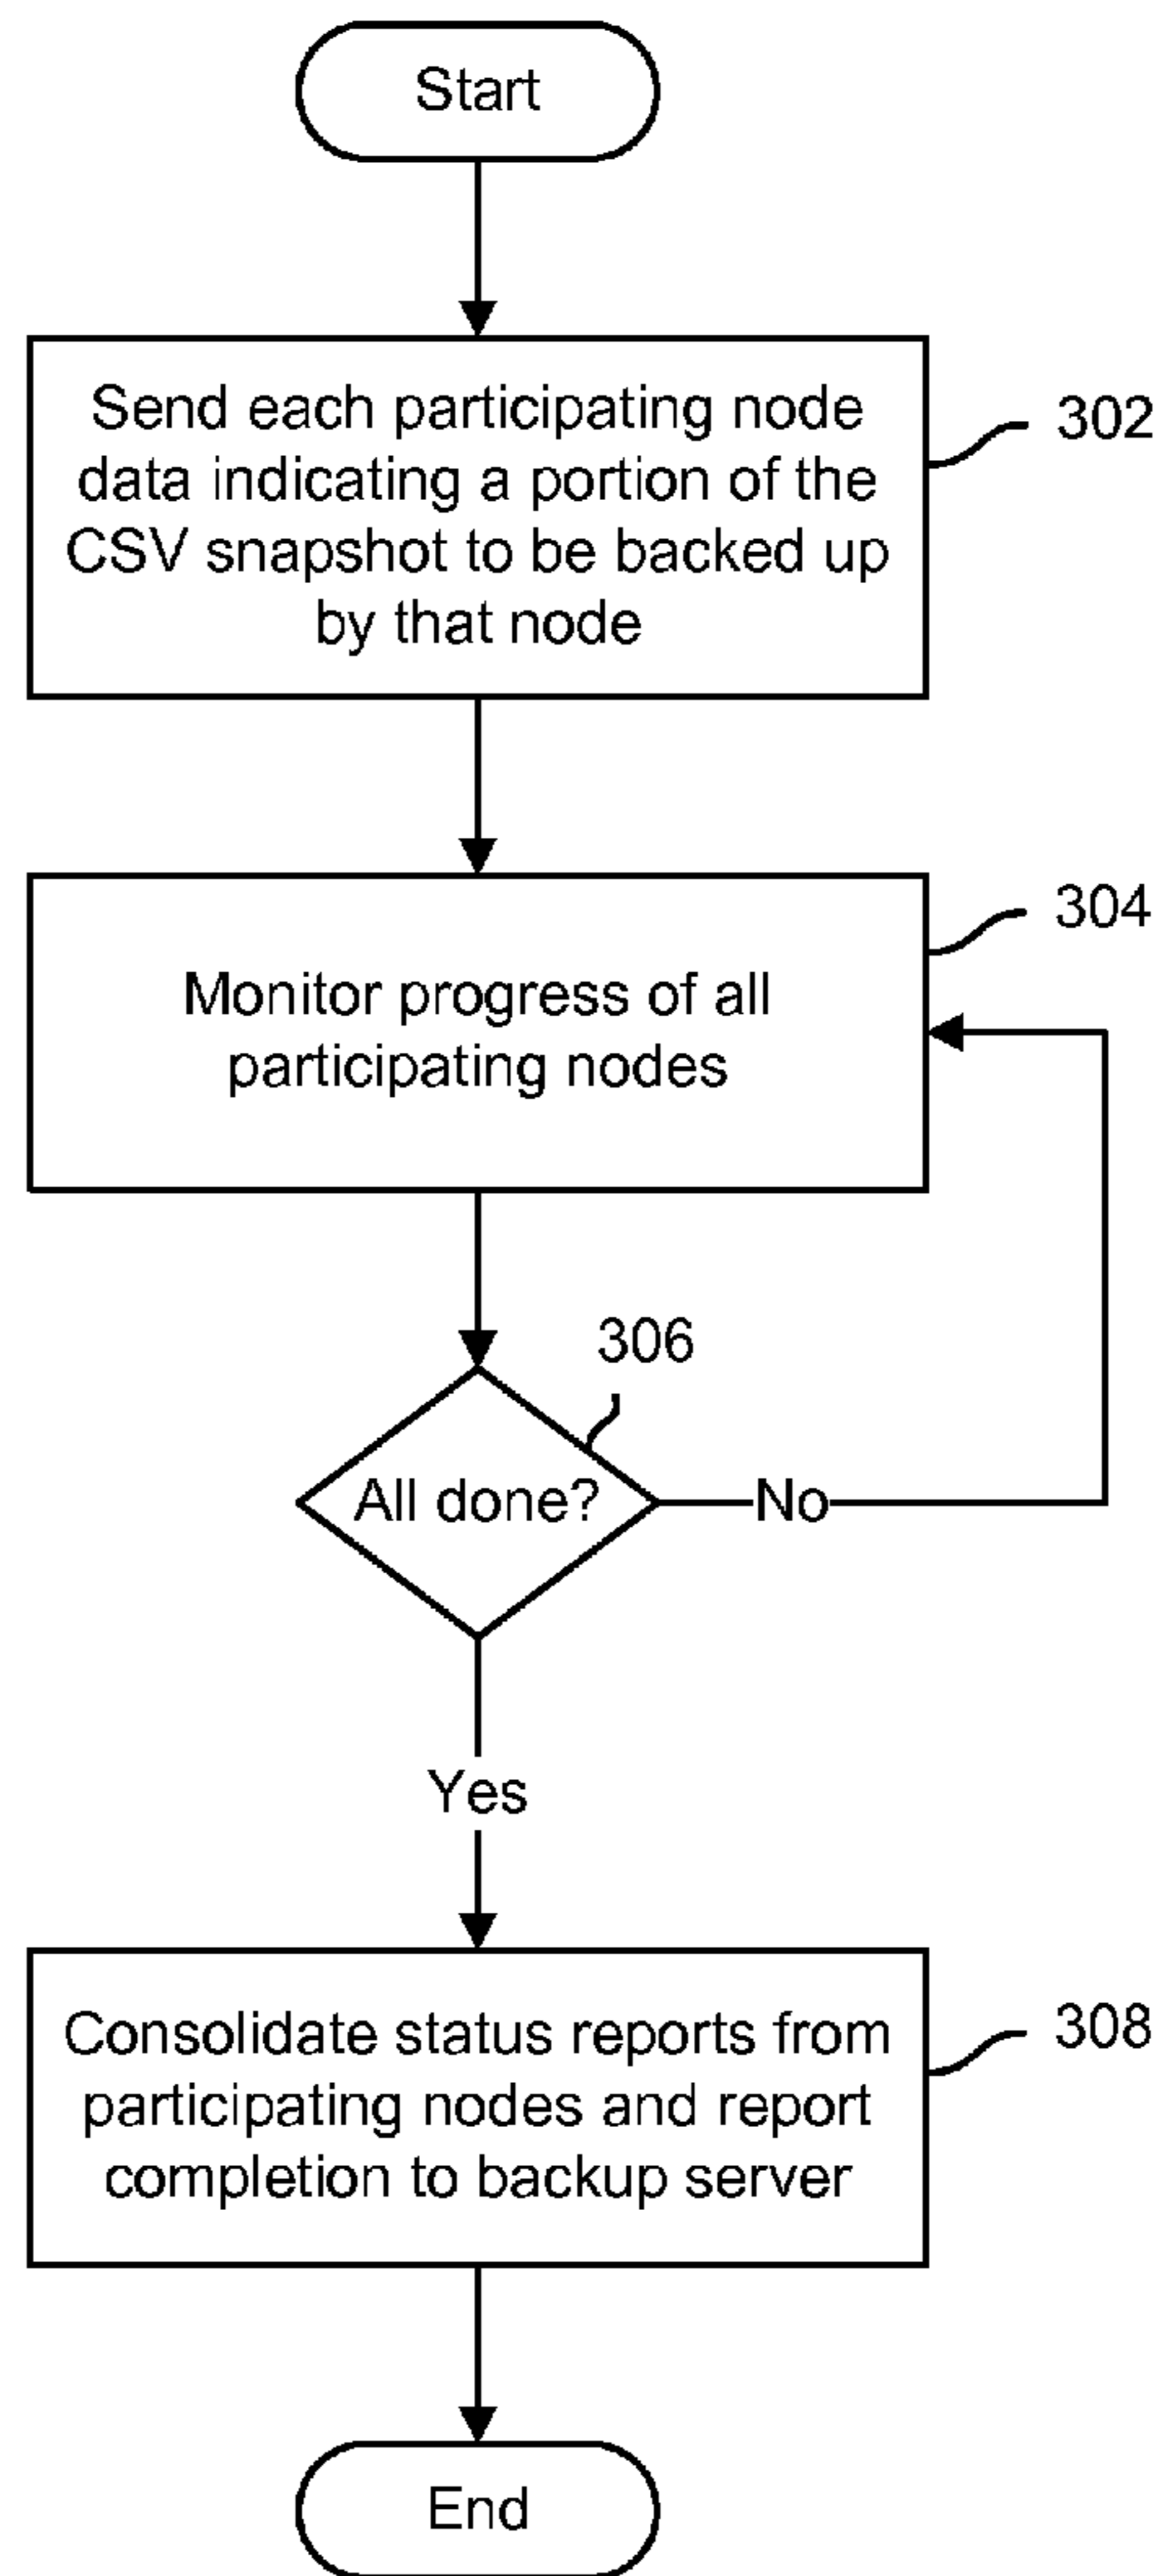 Start
Send each participating node
data indicating a portion of the
CSV snapshot to be backed up
by that node
302
Monitor progress of all
participating nodes
304
306
All done?
No
Yes
Consolidate status reports from
participating nodes and report
completion to backup server
308
End